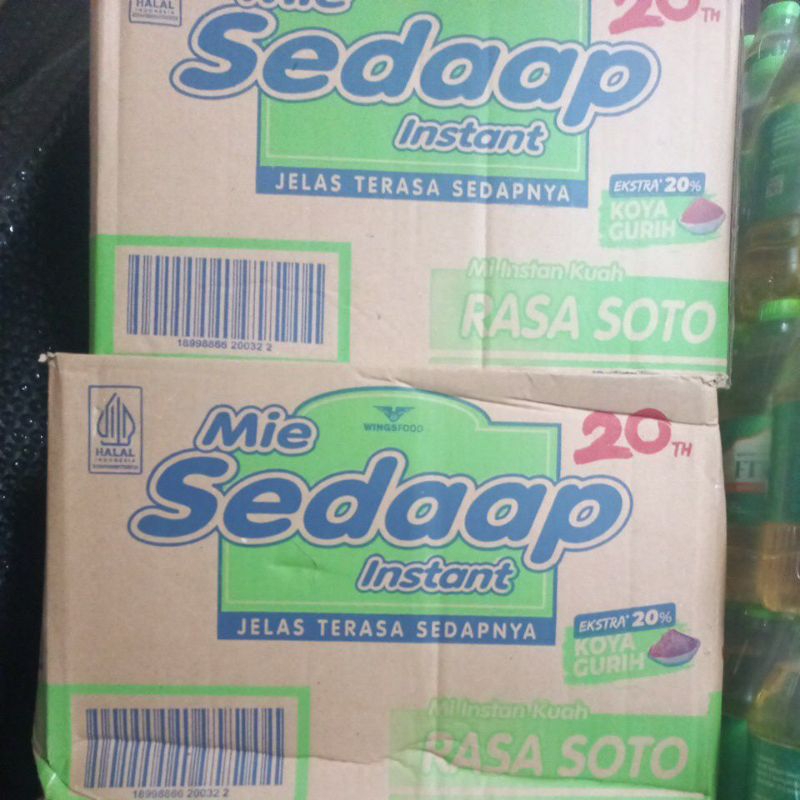 HALAL
INDONESIA
Mie
20TH
Sedaap
Instant
JELAS TERASA SEDAPNYA
EKSTRA* 20%
KOYA
GURIH
Mi Instan Kuah
RASA SOTO
18998866 20032 2
HALAL
INDONESIA
WINGSFOOD
Mie
20TH
Sedaap
Instant
JELAS TERASA SEDAPNYA
EKSTRA* 20%
KOYA
GURIH
Mi Instan Kuah
RASA SOTO
18998866 20032 2